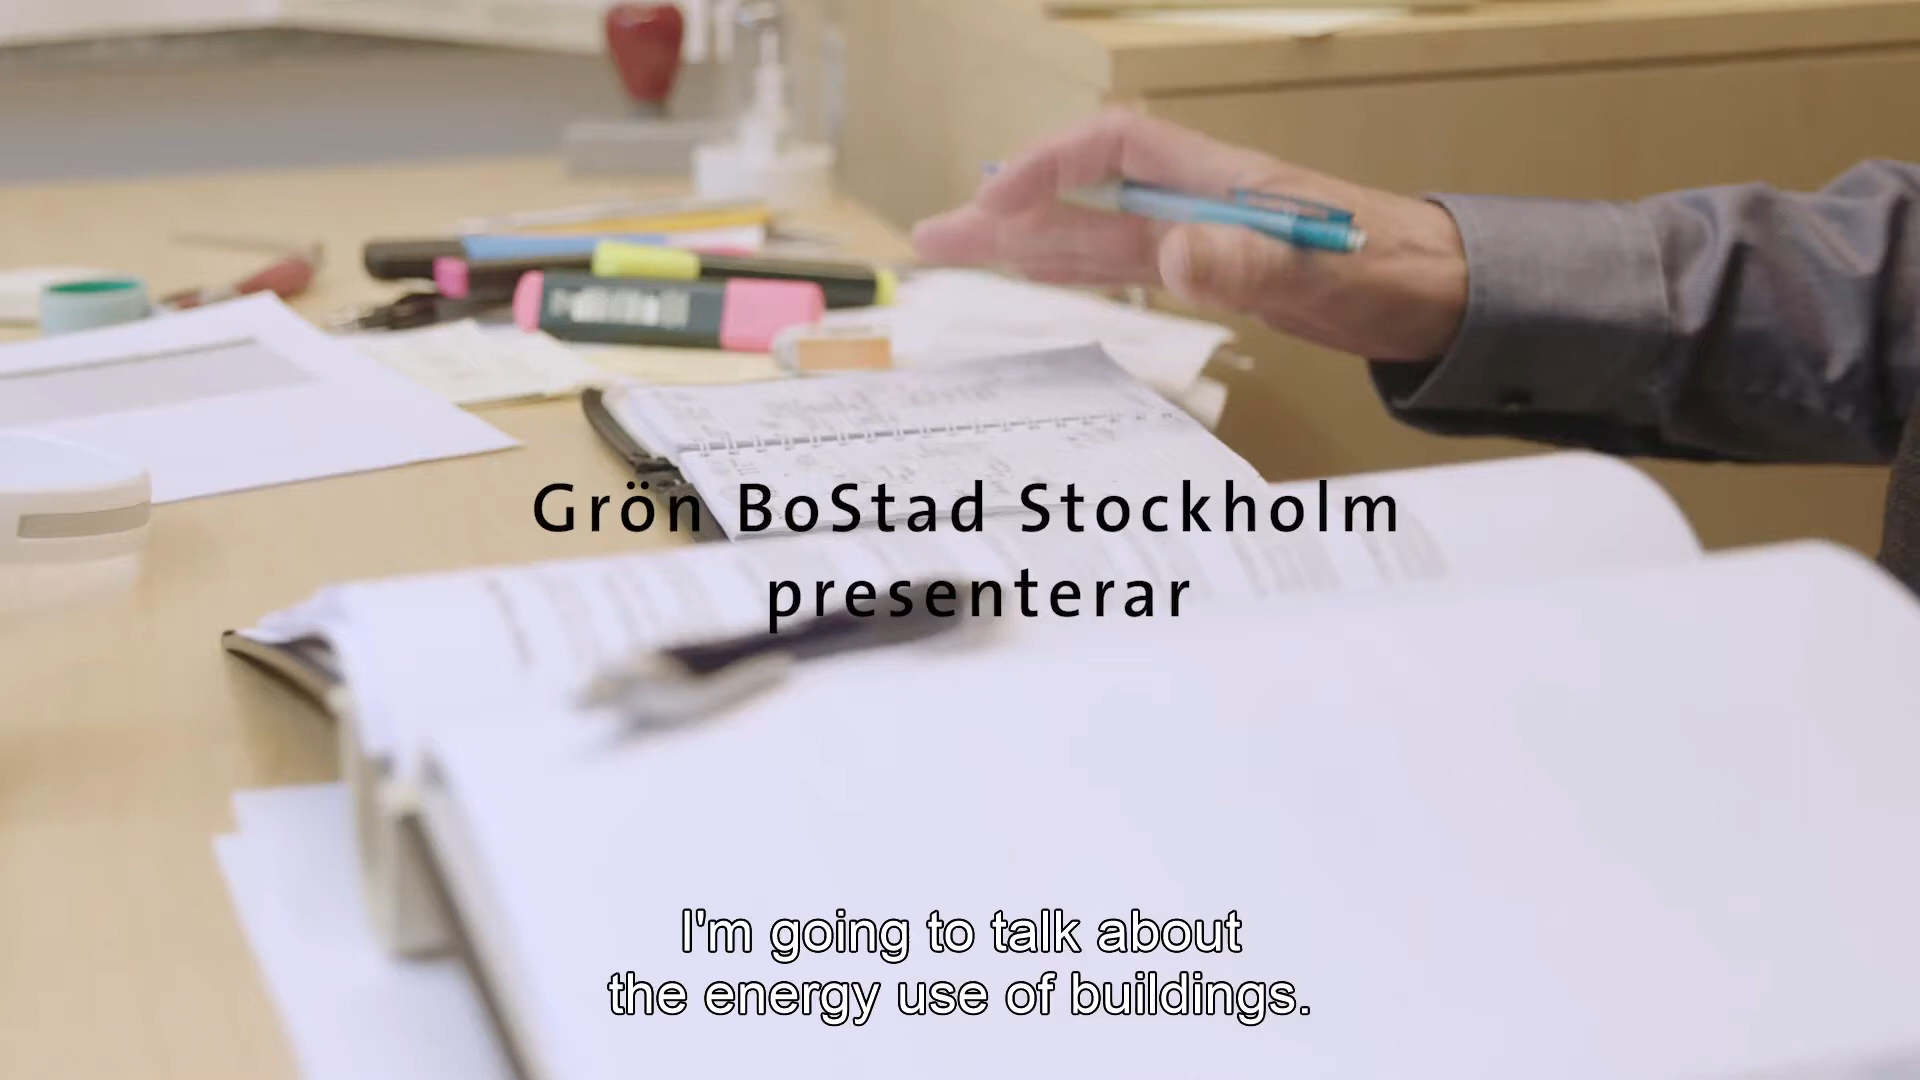 Grön BoStad Stockholm
presenterar
I'm going to talk about
the energy use of buildings.